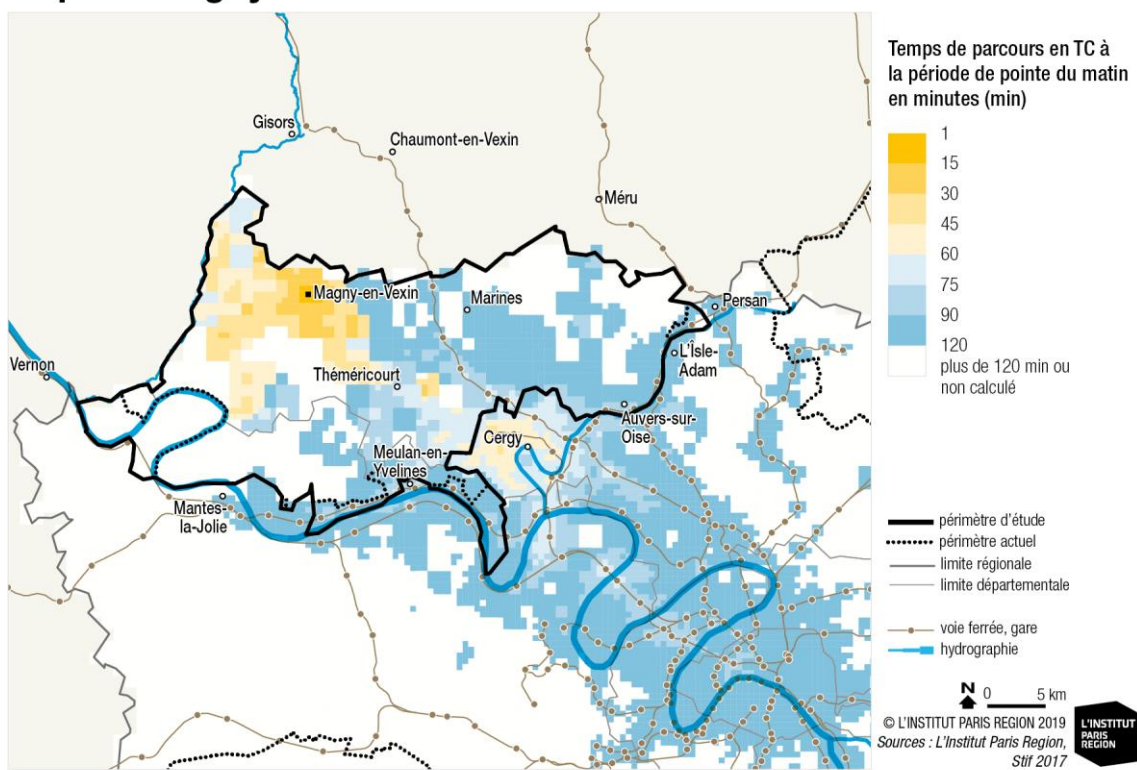 Temps de parcours en TC à
la période de pointe du matin
en minutes (min)
1
15
30
45
60
75
90
120
plus de 120 min ou
non calculé
Gisors
Chaumont-en-Vexin
Méru
Magny-en-Vexin
Marines
Persan
L'Îsle-
Adam
Vernon
Théméricourt
Auvers-sur-
Oise
Cergy
Meulan-en-
Yvelines
Mantes-
la-Jolie
périmètre d'étude
périmètre actuel
limite régionale
limite départementale
voie ferrée, gare
hydrographie
N 0 5 km
© L'INSTITUT PARIS REGION 2019
Sources : L'Institut Paris Region,
Stif 2017
L'INSTITUT
PARIS
REGION